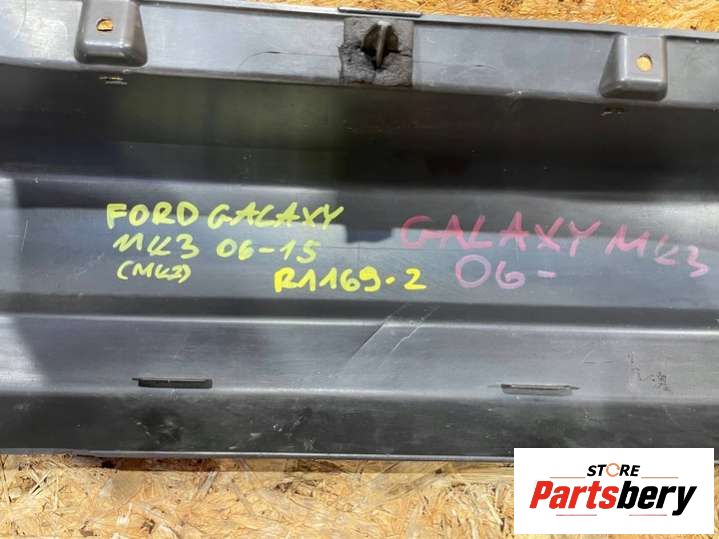 FORD GALAXY
MK3 06-15
(MK3)
R1169-2
GALAXY MK3
06-
STORE
Partsbery